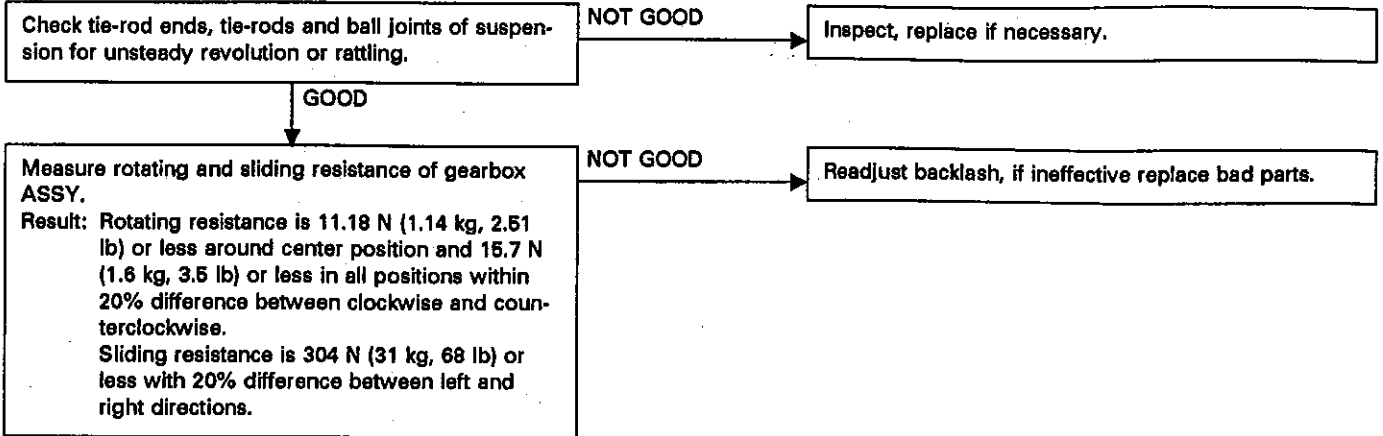 Check tie-rod ends, tie-rods and ball joints of suspen-
sion for unsteady revolution or rattling.
NOT GOOD
Inspect, replace if necessary.
GOOD
Measure rotating and sliding resistance of gearbox
ASSY.
Result: Rotating resistance is 11.18 N (1.14 kg, 2.51
lb) or less around center position and 15.7 N
(1.6 kg, 3.5 lb) or less in all positions within
20% difference between clockwise and coun-
terclockwise.
Sliding resistance is 304 N (31 kg, 68 lb) or
less with 20% difference between left and
right directions.
NOT GOOD
Readjust backlash, if ineffective replace bad parts.